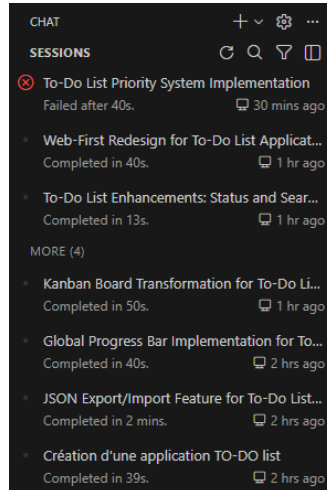 CHAT
SESSIONS
To-Do List Priority System Implementation
Failed after 40s. 30 mins ago
Web-First Redesign for To-Do List Applicat...
Completed in 40s. 1 hr ago
To-Do List Enhancements: Status and Sear...
Completed in 13s. 1 hr ago
MORE (4)
Kanban Board Transformation for To-Do Li...
Completed in 50s. 1 hr ago
Global Progress Bar Implementation for To...
Completed in 40s. 2 hrs ago
JSON Export/Import Feature for To-Do List...
Completed in 2 mins. 2 hrs ago
Création d'une application TO-DO list
Completed in 39s. 2 hrs ago